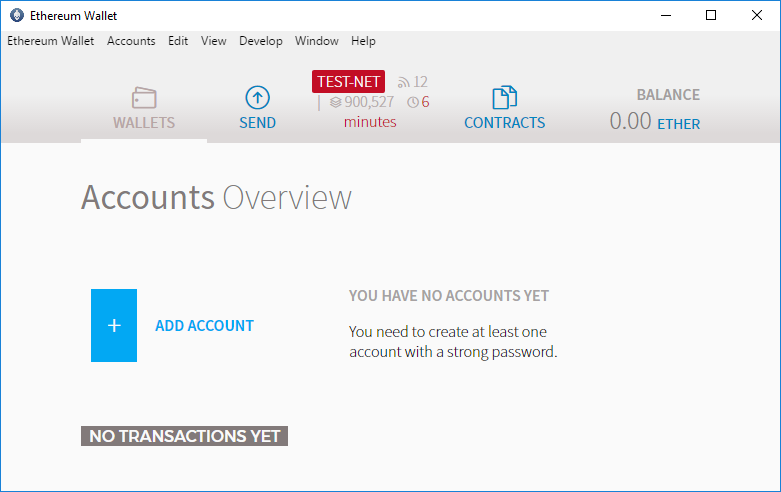 Ethereum Wallet
Ethereum Wallet Accounts Edit View Develop Window Help
TEST-NET 12
| 900,527 6
minutes
WALLETS SEND CONTRACTS
BALANCE
0.00 ETHER
Accounts Overview
YOU HAVE NO ACCOUNTS YET
+ ADD ACCOUNT
You need to create at least one
account with a strong password.
NO TRANSACTIONS YET